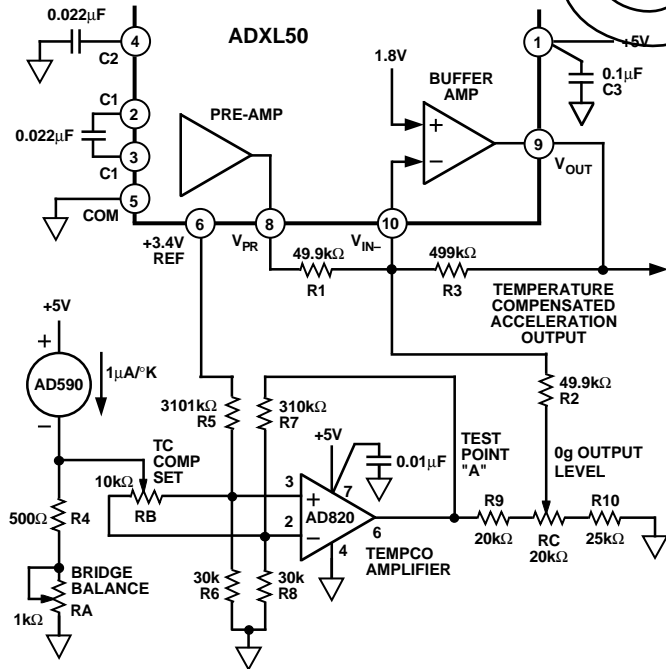 0.022µF
4
C2
ADXL50
1
+5V
0.1µF
C3
1.8V
BUFFER
AMP
+
−
9
VOUT
PRE-AMP
C1
2
0.022µF
3
C1
5
COM
6
8
10
+3.4V
REF
VPR
VIN–
49.9kΩ
R1
499kΩ
R3
TEMPERATURE
COMPENSATED
ACCELERATION
OUTPUT
+5V
+
AD590
1µA/°K
−
3101kΩ
R5
310kΩ
R7
49.9kΩ
R2
TC
COMP
SET
10kΩ
RB
+5V
0.01µF
TEST
POINT
"A"
0g OUTPUT
LEVEL
3
+
7
AD820
2
−
6
4
TEMPCO
AMPLIFIER
R9
20kΩ
RC
20kΩ
R10
25kΩ
500Ω
R4
30k
R6
30k
R8
BRIDGE
BALANCE
RA
1kΩ